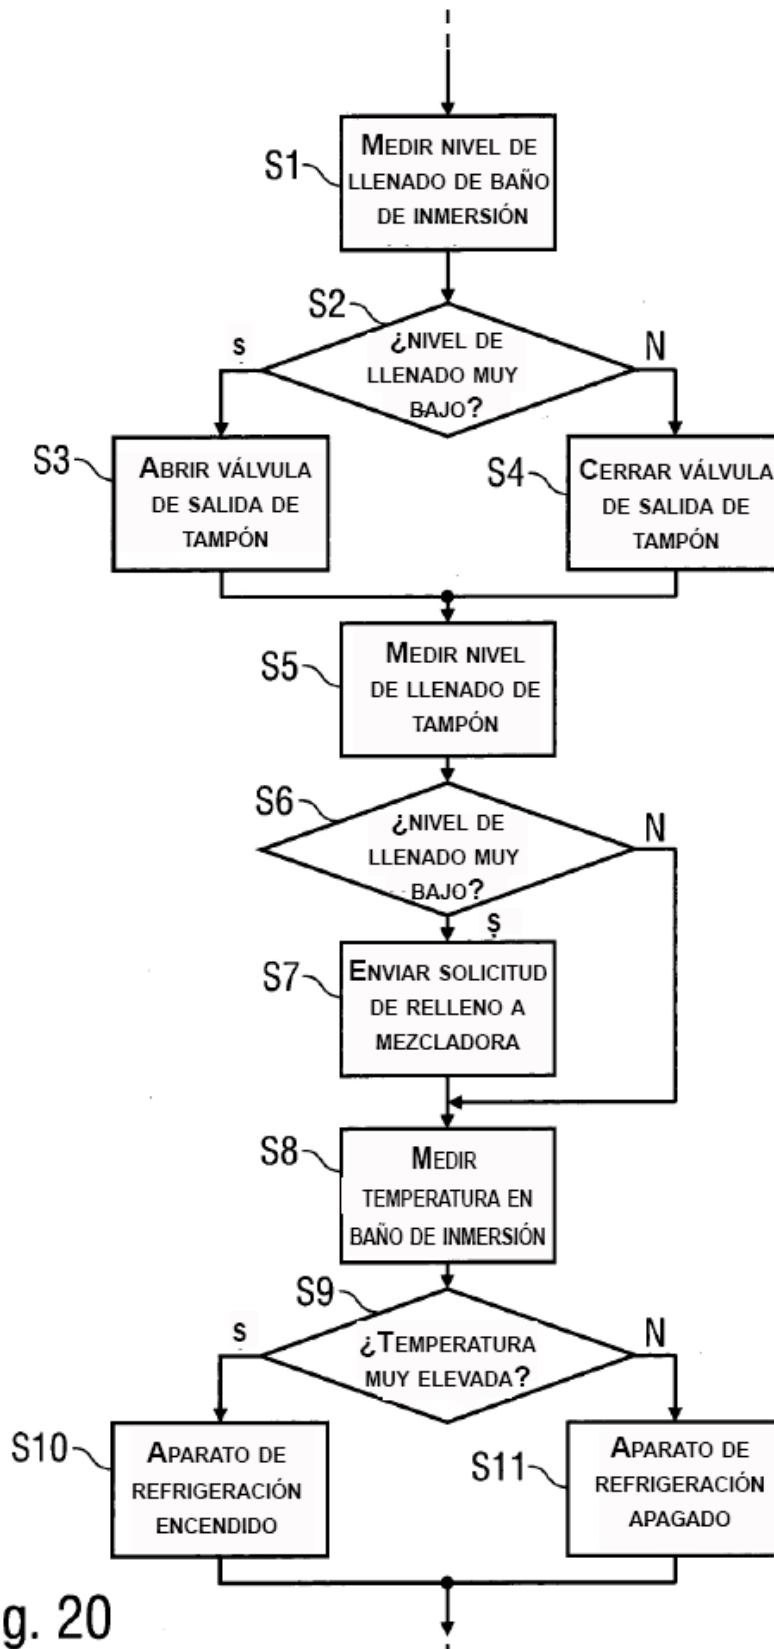 S1
MEDIR NIVEL DE
LLENADO DE BAÑO
DE INMERSIÓN
S2
¿NIVEL DE
LLENADO MUY
BAJO?
S
N
S3
ABRIR VÁLVULA
DE SALIDA DE
TAMPÓN
S4
CERRAR VÁLVULA
DE SALIDA DE
TAMPÓN
S5
MEDIR NIVEL
DE LLENADO DE
TAMPÓN
S6
¿NIVEL DE
LLENADO MUY
BAJO?
N
S
S7
ENVIAR SOLICITUD
DE RELLENO A
MEZCLADORA
S8
MEDIR
TEMPERATURA EN
BAÑO DE INMERSIÓN
S9
¿TEMPERATURA
MUY ELEVADA?
S
N
S10
APARATO DE
REFRIGERACIÓN
ENCENDIDO
S11
APARATO DE
REFRIGERACIÓN
APAGADO
g. 20